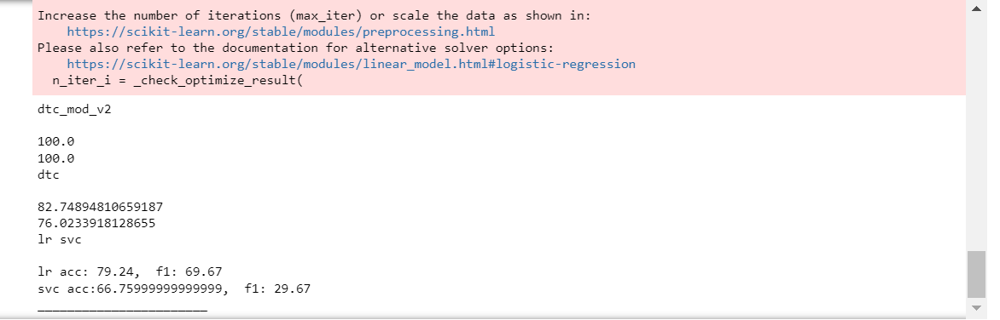 Increase the number of iterations (max_iter) or scale the data as shown in:
    https://scikit-learn.org/stable/modules/preprocessing.html
Please also refer to the documentation for alternative solver options:
    https://scikit-learn.org/stable/modules/linear_model.html#logistic-regression
  n_iter_i = _check_optimize_result(
dtc_mod_v2

100.0
100.0
dtc

82.74894810659187
76.0233918128655
lr svc

lr acc: 79.24,  f1: 69.67
svc acc:66.75999999999999,  f1: 29.67
_______________________